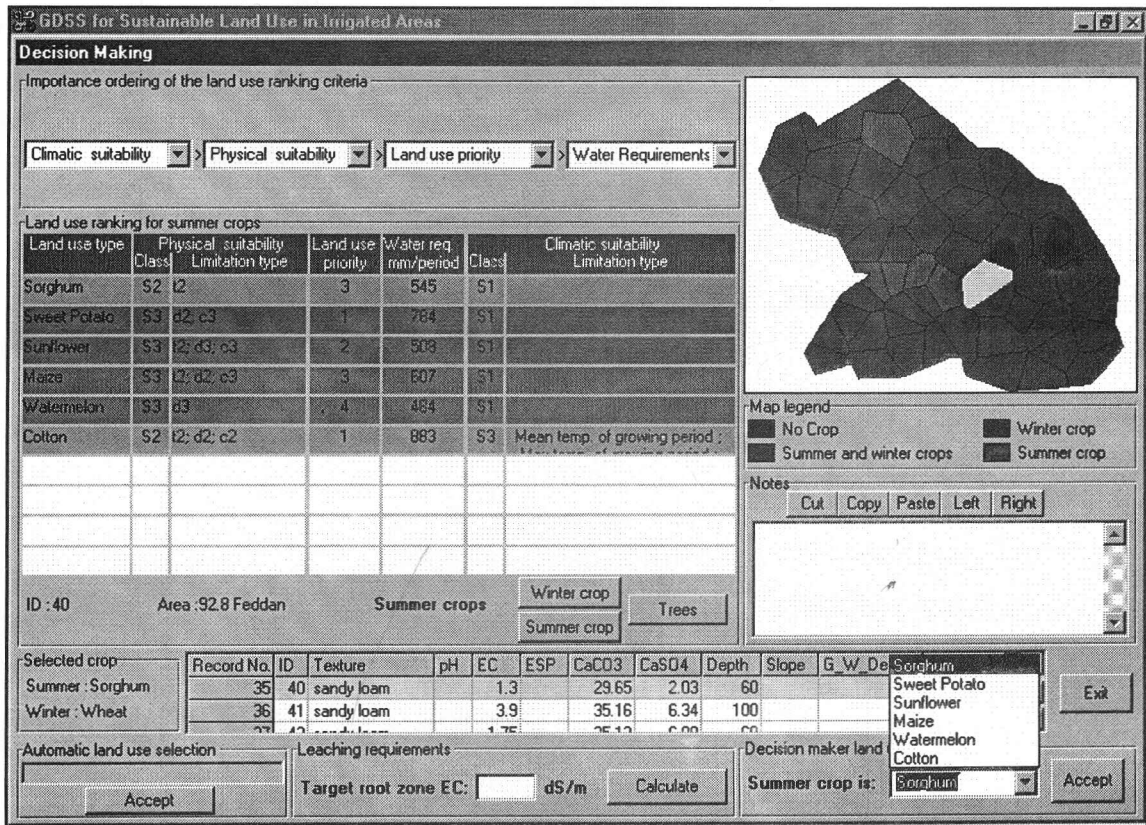 GDSS for Sustainable Land Use in Irrigated Areas
Decision Making
Importance ordering of the land use ranking criteria
Climatic suitability > Physical suitability > Land use priority > Water Requirements
Land use ranking for summer crops
Land use type Physical suitability Land use Water req. Climatic suitability
Class Limitation type priority mm/period Class Limitation type
Sorghum S2 t2 3 545 S1
Sweet Potato S3 d2; c3 1 784 S1
Sunflower S3 t2; d3; c3 2 S1
Maize S3 t2; d2; c3 3 607 S1
Watermelon S3 d3 4 484 S1
Cotton S2 t2; d2; c2 1 883 S3 Mean temp. of growing period ;
ID :40 Area :92.8 Feddan Summer crops Winter crop Summer crop Trees
Map legend
No Crop Winter crop
Summer and winter crops Summer crop
Notes
Cut Copy Paste Left Right
Selected crop
Summer : Sorghum
Winter : Wheat
Record No. ID Texture pH EC ESP CaCO3 CaSO4 Depth Slope G_W_De
35 40 sandy loam 1.3 29.65 2.03 60
36 41 sandy loam 3.9 35.16 6.34 100
Sorghum
Sweet Potato
Sunflower
Maize
Watermelon
Cotton
Exit
Automatic land use selection
Accept
Leaching requirements
Target root zone EC: dS/m Calculate
Decision maker land
Summer crop is: Sorghum Accept